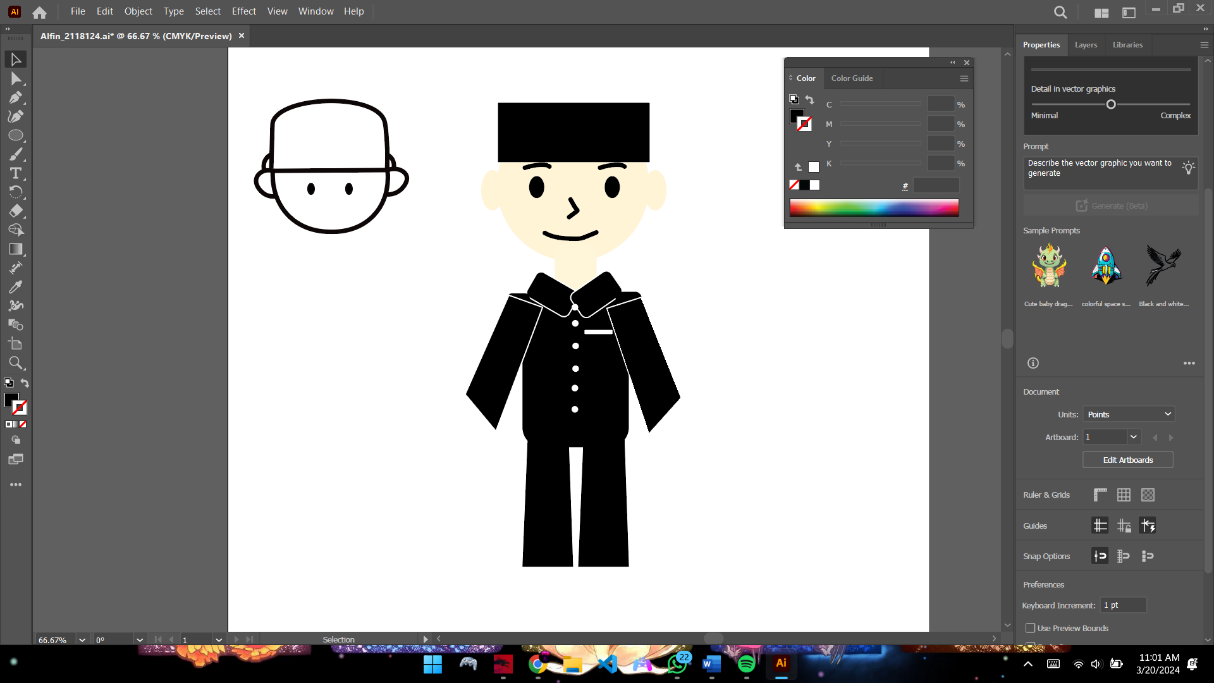 Ai File Edit Object Type Select Effect View Window Help
Alfin_2118124.ai* @ 66.67 % (CMYK/Preview) ×
Color Color Guide
C %
M %
Y %
K %
#
Properties Layers Libraries
Detail in vector graphics
Minimal Complex
Prompt
Describe the vector graphic you want to
generate
Generate (Beta)
Sample Prompts
Cute baby drag... colorful space s... Black and white...
Document
Units: Points
Artboard: 1
Edit Artboards
Ruler & Grids
Guides
Snap Options
Preferences
Keyboard Increment: 1 pt
Use Preview Bounds
66.67% 0° 1 Selection
22
W
Ai
11:01 AM
3/20/2024